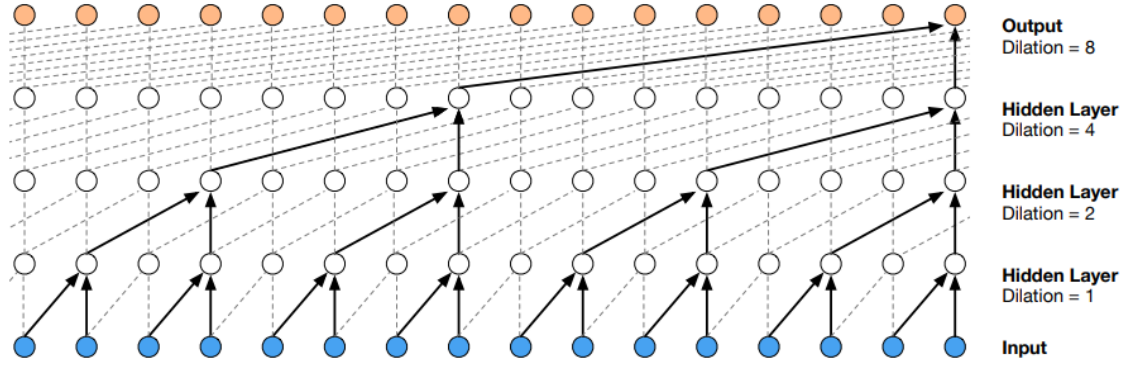 Output
Dilation = 8
Hidden Layer
Dilation = 4
Hidden Layer
Dilation = 2
Hidden Layer
Dilation = 1
Input